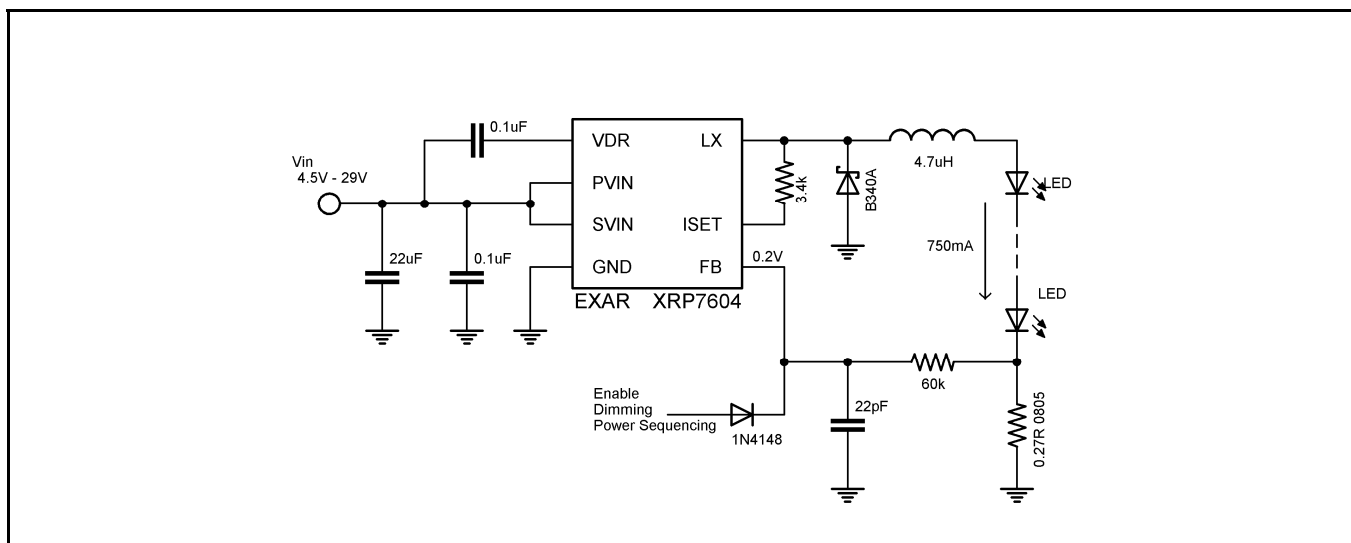 0.1uF
VDR
LX
Vin
4.5V - 29V
PVIN
3.4k
B340A
4.7uH
LED
SVIN
ISET
750mA
22uF
0.1uF
GND
FB
0.2V
EXAR XRP7604
LED
60k
Enable
Dimming
Power Sequencing
1N4148
22pF
0.27R 0805